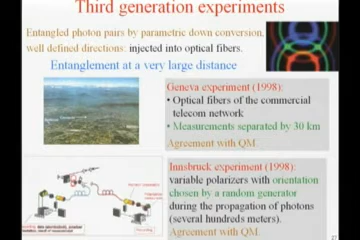 Third generation experiments
Entangled photon pairs by parametric down conversion,
well defined directions: injected into optical fibers.
Entanglement at a very large distance
Geneva experiment (1998):
• Optical fibers of the commercial
telecom network
• Measurements separated by 30 km
Agreement with QM.
Innsbruck experiment (1998):
variable polarizers with orientation
chosen by a random generator
during the propagation of photons
(several hundreds meters).
Agreement with QM.